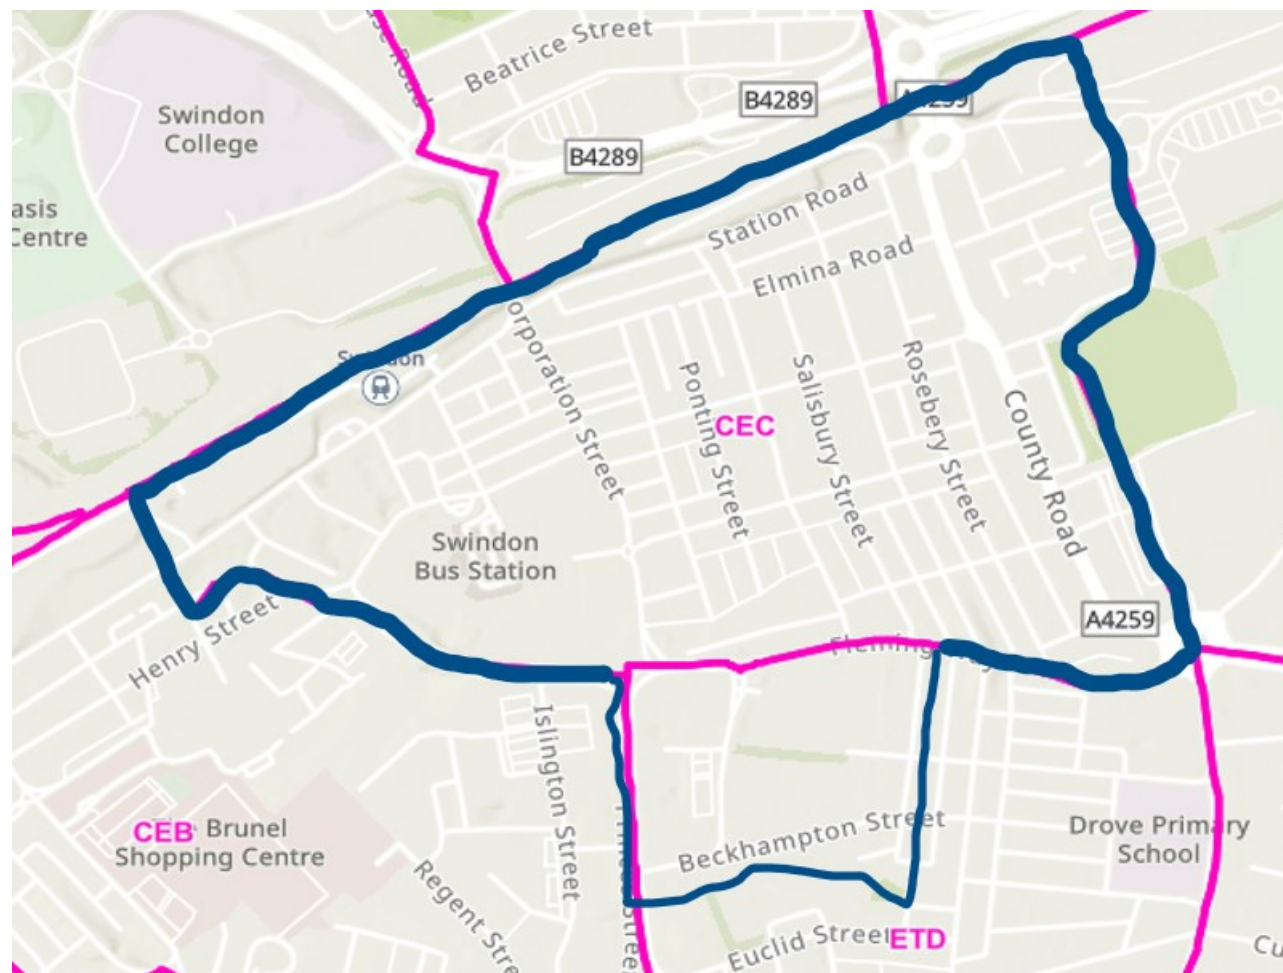 Beatrice Street
Swindon
College
B4289
B4289
asis
Centre
Road
Station Road
Elmina Road
orporation Street
Ponting Street
CEC
Salisbury Street
Rosebery Street
County Road
Swindon
Bus Station
A4259
Henry Street
Islington Street
CEB
Brunel
Shopping Centre
Beckhampton Street
Drove Primary
School
Regent Stre
Euclid Street
ETD
Cu